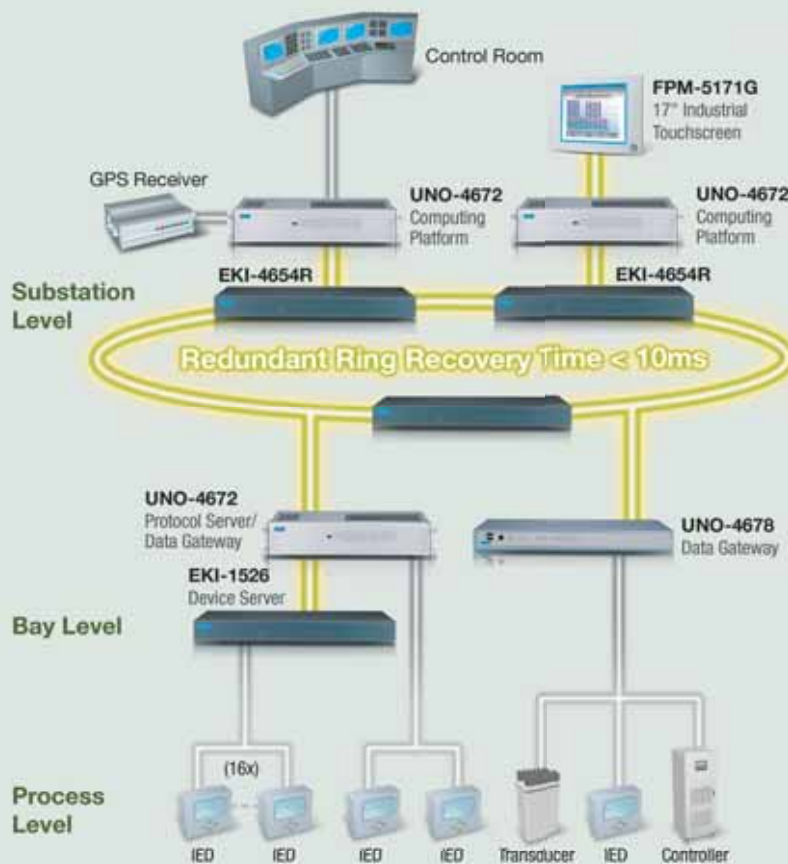 Control Room
FPM-5171G
17" Industrial
Touchscreen
GPS Receiver
UNO-4672
Computing
Platform
UNO-4672
Computing
Platform
EKI-4654R
EKI-4654R
Substation
Level
Redundant Ring Recovery Time < 10ms
UNO-4672
Protocol Server/
Data Gateway
UNO-4678
Data Gateway
EKI-1526
Device Server
Bay Level
(16x)
Process
Level
IED
IED
IED
IED
Transducer
IED
Controller